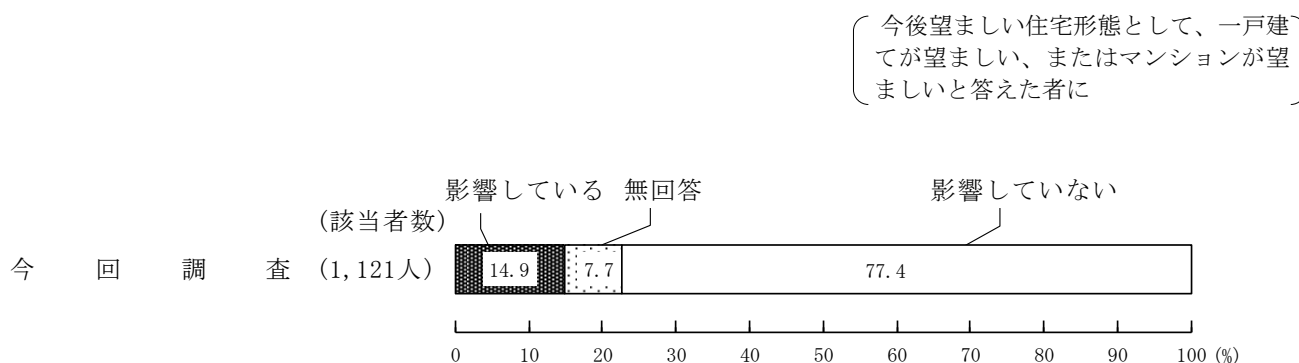 今後望ましい住宅形態として、一戸建
てが望ましい、またはマンションが望
ましいと答えた者に
影響している 無回答 影響していない
(該当者数)
今回調査 (1,121人) 14.9 7.7 77.4
0 10 20 30 40 50 60 70 80 90 100 (%)